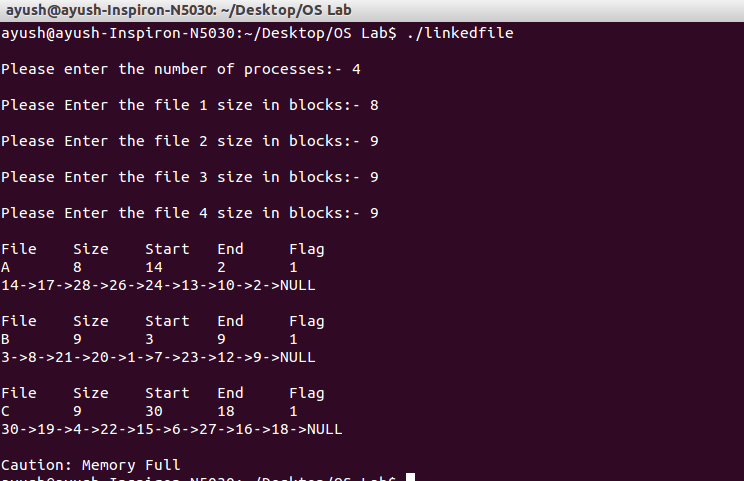 ayush@ayush-Inspiron-N5030: ~/Desktop/OS Lab
ayush@ayush-Inspiron-N5030:~/Desktop/OS Lab$ ./linkedfile
Please enter the number of processes:- 4
Please Enter the file 1 size in blocks:- 8
Please Enter the file 2 size in blocks:- 9
Please Enter the file 3 size in blocks:- 9
Please Enter the file 4 size in blocks:- 9
File Size Start End Flag
A 8 14 2 1
14->17->28->26->24->13->10->2->NULL
File Size Start End Flag
B 9 3 9 1
3->8->21->20->1->7->23->12->9->NULL
File Size Start End Flag
C 9 30 18 1
30->19->4->22->15->6->27->16->18->NULL
Caution: Memory Full
ayush@ayush-Inspiron-N5030:~/Desktop/OS Lab$